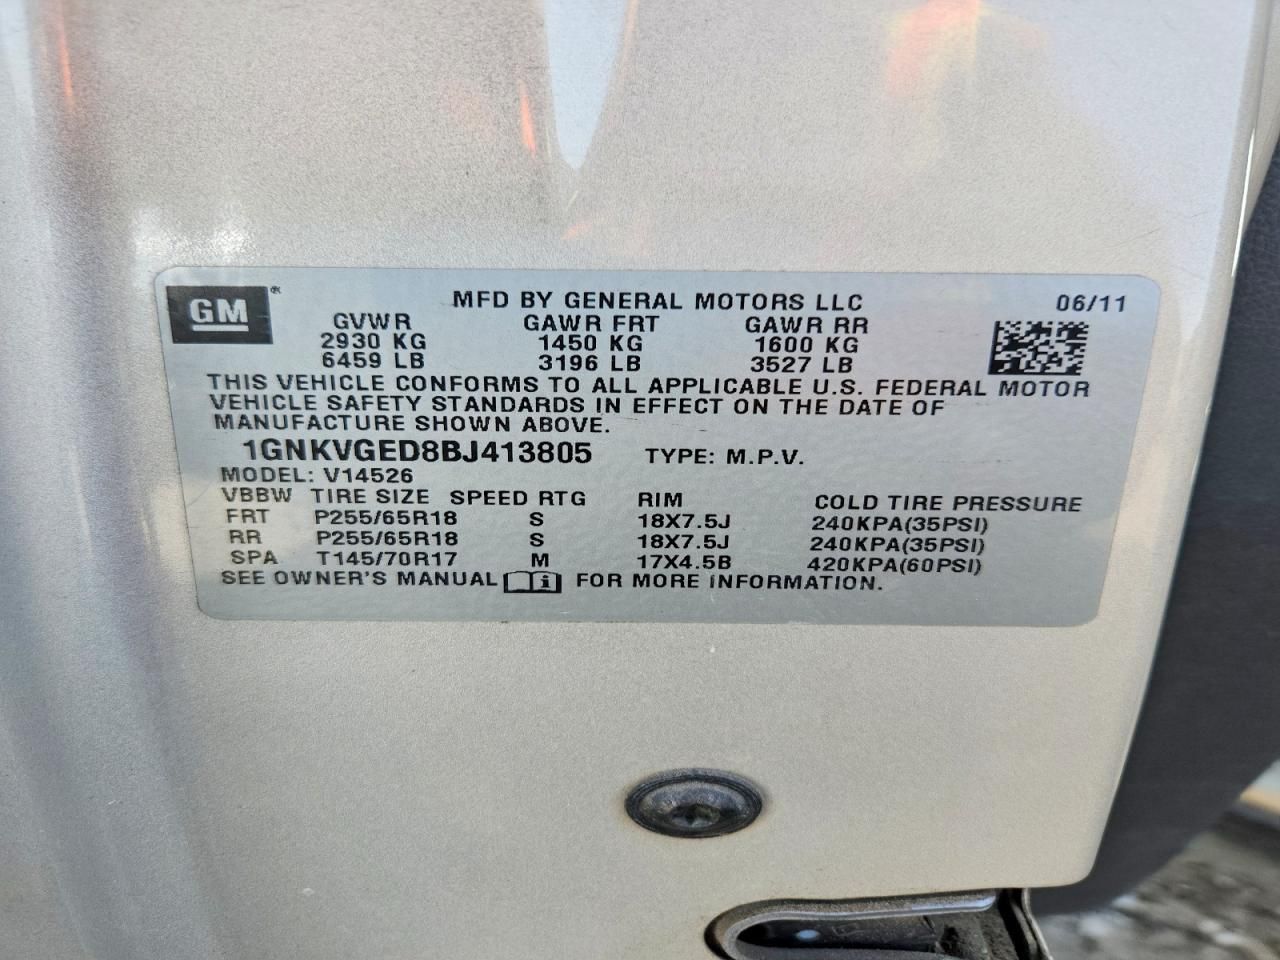 GM®
MFD BY GENERAL MOTORS LLC 06/11
GVWR GAWR FRT GAWR RR
2930 KG 1450 KG 1600 KG
6459 LB 3196 LB 3527 LB
THIS VEHICLE CONFORMS TO ALL APPLICABLE U.S. FEDERAL MOTOR
VEHICLE SAFETY STANDARDS IN EFFECT ON THE DATE OF
MANUFACTURE SHOWN ABOVE.
1GNKVGED8BJ413805 TYPE: M.P.V.
MODEL: V14526
VBBW TIRE SIZE SPEED RTG RIM COLD TIRE PRESSURE
FRT P255/65R18 S 18X7.5J 240KPA(35PSI)
RR P255/65R18 S 18X7.5J 240KPA(35PSI)
SPA T145/70R17 M 17X4.5B 420KPA(60PSI)
SEE OWNER'S MANUAL FOR MORE INFORMATION.